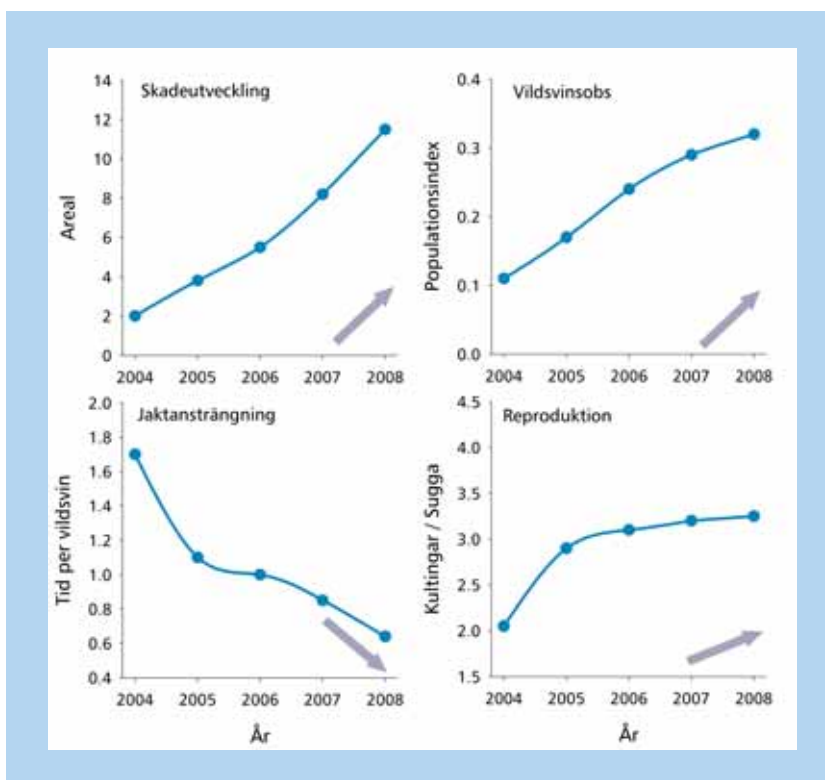 Skadeutveckling
Areal
14
12
10
8
6
4
2
0
2004 2005 2006 2007 2008
Vildsvinsobs
Populationsindex
0.4
0.3
0.2
0.1
0.0
2004 2005 2006 2007 2008
Jaktansträngning
Tid per vildsvin
2.0
1.8
1.6
1.4
1.2
1.0
0.8
0.6
0.4
2004 2005 2006 2007 2008
År
Reproduktion
Kultingar / Sugga
4.5
4.0
3.5
3.0
2.5
2.0
1.5
2004 2005 2006 2007 2008
År